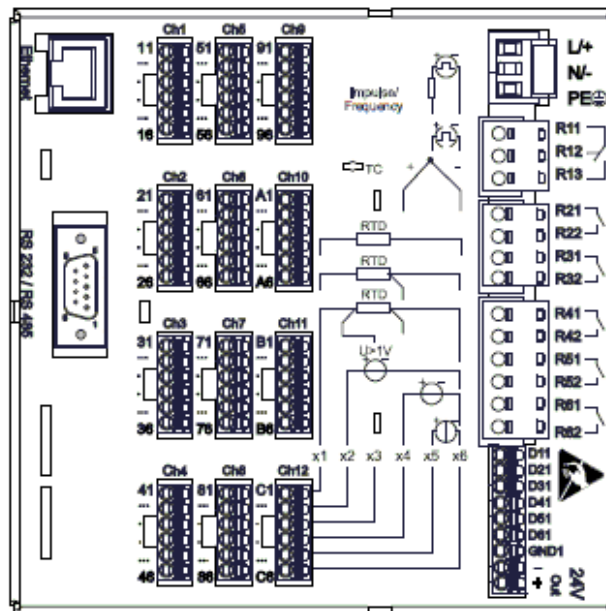 Ethernet
RS 232 / RS 485
Ch1
11
...
...
16
Ch5
51
...
...
56
Ch9
91
...
...
96
Ch2
21
...
...
26
Ch6
61
...
...
66
Ch10
A1
...
...
A6
Ch3
31
...
...
36
Ch7
71
...
...
76
Ch11
B1
...
...
B6
Ch4
41
...
...
46
Ch8
81
...
...
86
Ch12
C1
...
...
C6
Impulse/
Frequency
TC
+ -
RTD
RTD
RTD
U>1V
x1 x2 x3 x4 x5 x6
L/+
N/-
PE
R11
R12
R13
R21
R22
R31
R32
R41
R42
R51
R52
R61
R62
D11
D21
D31
D41
D51
D61
GND1
-
+
Out
24V